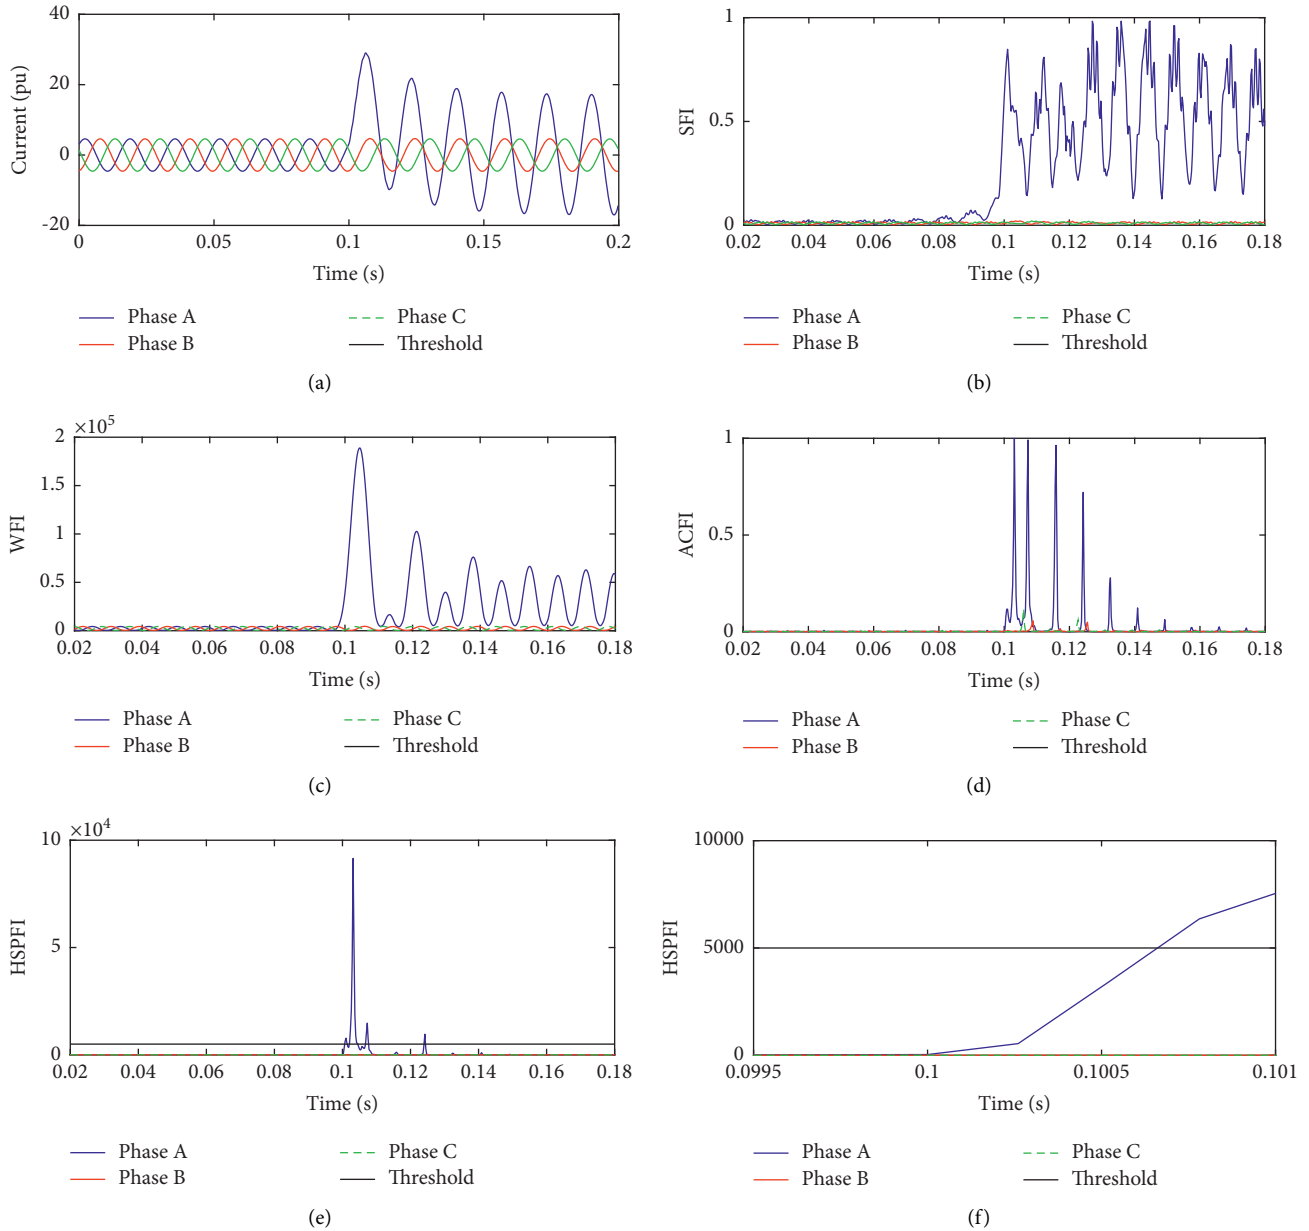 40
20
0
-20
Current (pu)
0
0.05
0.1
0.15
0.2
Time (s)
Phase A
Phase B
Phase C
Threshold
(a)
1
0.5
0
SFI
0.02
0.04
0.06
0.08
0.1
0.12
0.14
0.16
0.18
Time (s)
Phase A
Phase B
Phase C
Threshold
(b)
×10^5
2
1.5
1
0.5
0
WFI
0.02
0.04
0.06
0.08
0.1
0.12
0.14
0.16
0.18
Time (s)
Phase A
Phase B
Phase C
Threshold
(c)
1
0.5
0
ACFI
0.02
0.04
0.06
0.08
0.1
0.12
0.14
0.16
0.18
Time (s)
Phase A
Phase B
Phase C
Threshold
(d)
×10^4
10
5
0
HSPFI
0.02
0.04
0.06
0.08
0.1
0.12
0.14
0.16
0.18
Time (s)
Phase A
Phase B
Phase C
Threshold
(e)
10000
5000
0
HSPFI
0.0995
0.1
0.1005
0.101
Time (s)
Phase A
Phase B
Phase C
Threshold
(f)